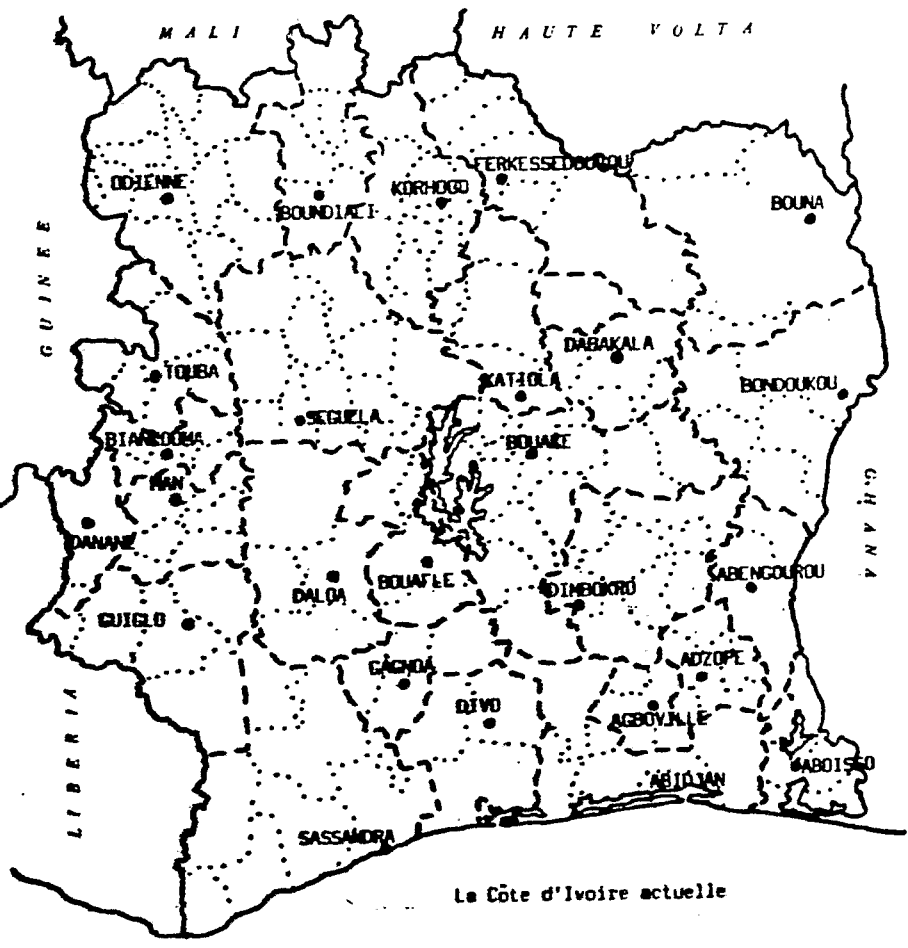 MALI
HAUTE VOLTA
FERKESSEDOUGOU
ODIENNE
KORHOGO
BOUNDIALI
BOUNA
GUINEE
DABAKALA
TOUBA
KATIOLA
BONDOUKOU
SEGUELA
BIANKOUMA
BOUAKE
MAN
GHANA
DANANE
ABENGOUROU
BOUAFLE
DALOA
DIMBOKRO
GUIGLO
ADZOPE
GAGNOA
DIVO
AGBOVILLE
LIBERIA
ABOISSO
ABIDJAN
SASSANDRA
La Côte d'Ivoire actuelle